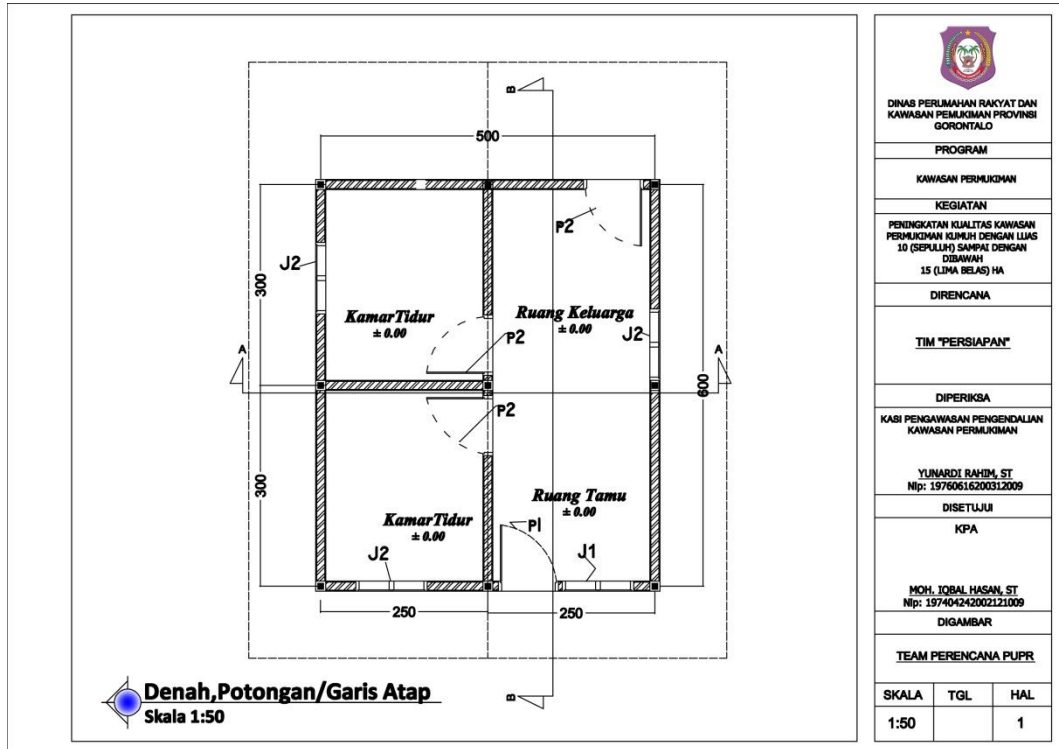 B
500
P2
J2
300
KamarTidur
± 0.00
Ruang Keluarga
± 0.00
J2
P2
A
A
600
P2
300
Ruang Tamu
± 0.00
KamarTidur
± 0.00
P1
J2
J1
250
250
B
Denah,Potongan/Garis Atap
Skala 1:50
DINAS PERUMAHAN RAKYAT DAN
KAWASAN PEMUKIMAN PROVINSI
GORONTALO
PROGRAM
KAWASAN PERMUKIMAN
KEGIATAN
PENINGKATAN KUALITAS KAWASAN
PERMUKIMAN KUMUH DENGAN LUAS
10 (SEPULUH) SAMPAI DENGAN
DIBAWAH
15 (LIMA BELAS) HA
DIRENCANA
TIM "PERSIAPAN"
DIPERIKSA
KASI PENGAWASAN PENGENDALIAN
KAWASAN PERMUKIMAN
YUNARDI RAHIM, ST
Nip: 19760616200312009
DISETUJUI
KPA
MOH. IQBAL HASAN, ST
Nip: 197404242002121009
DIGAMBAR
TEAM PERENCANA PUPR
SKALA TGL HAL
1:50 1